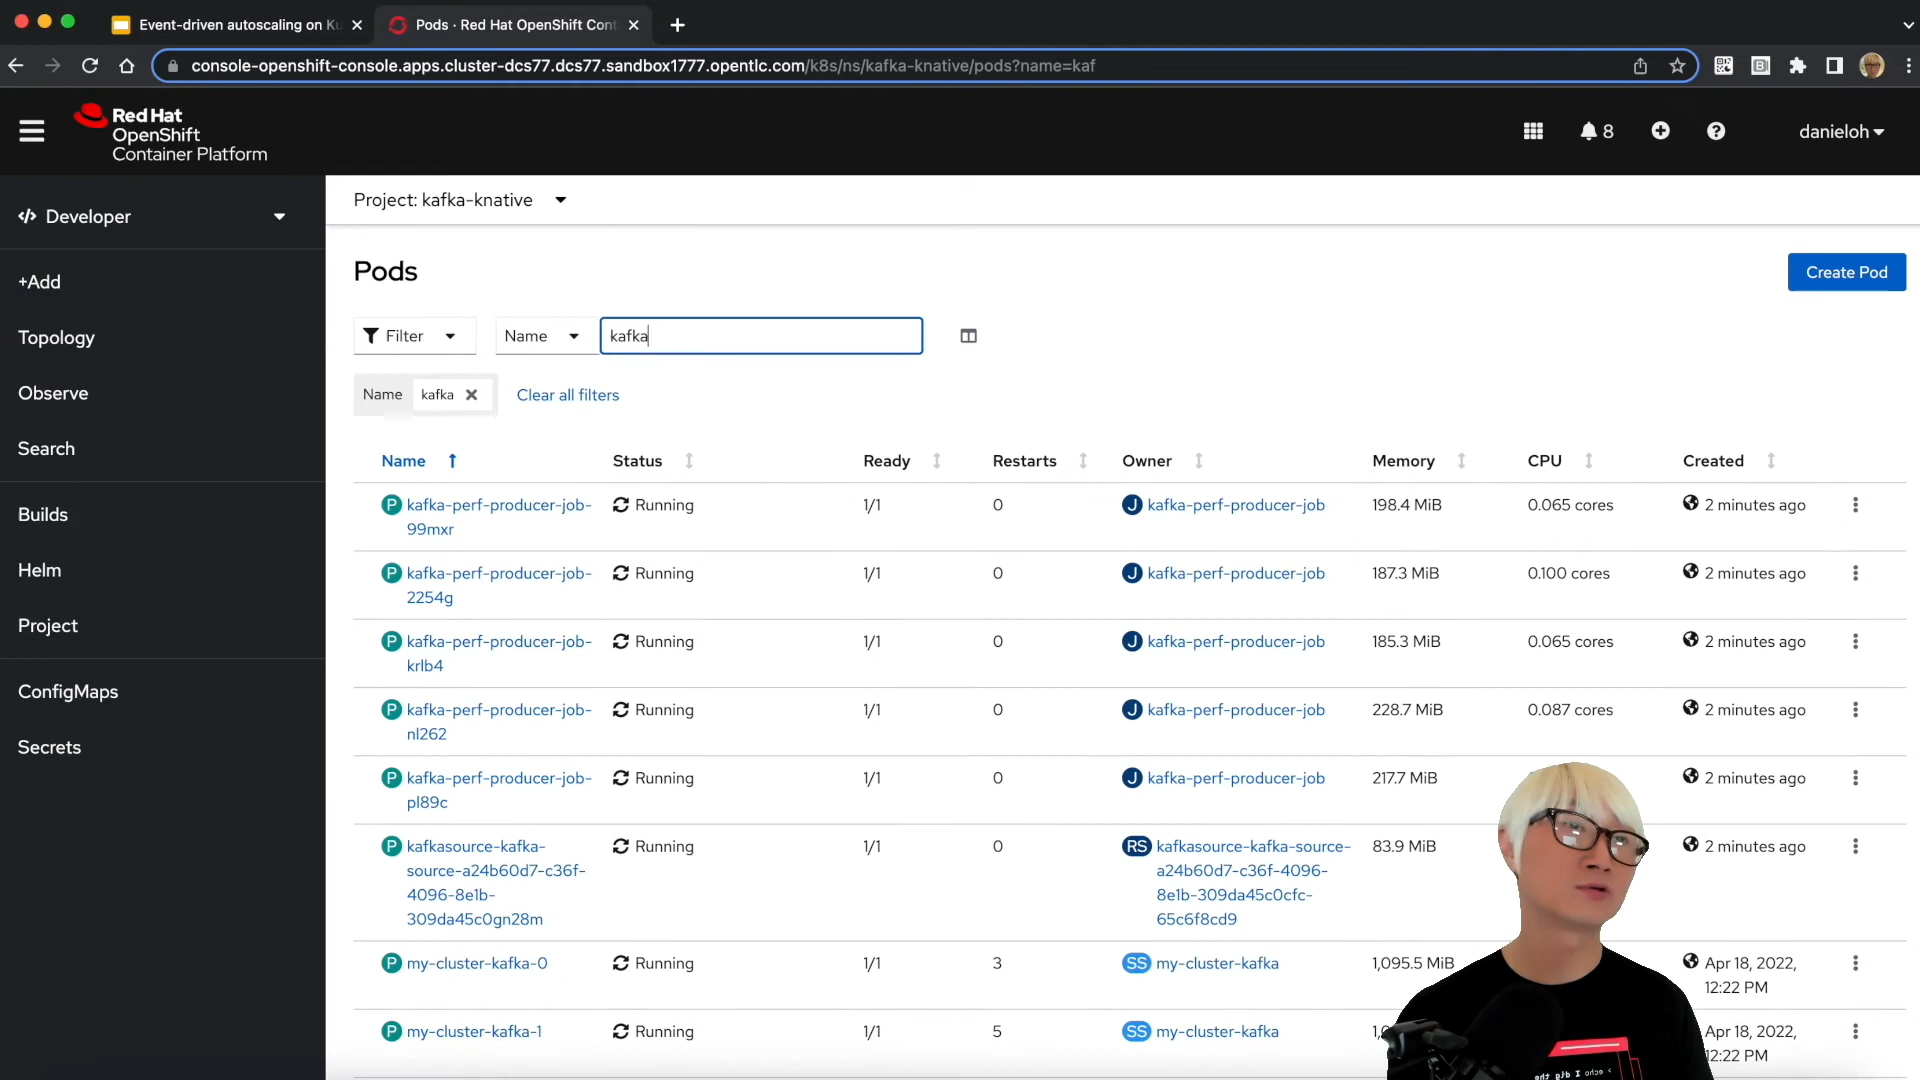 Event-driven autoscaling on Ku
Pods · Red Hat OpenShift Cont
console-openshift-console.apps.cluster-dcs77.dcs77.sandbox1777.opentlc.com/k8s/ns/kafka-knative/pods?name=kaf
Red Hat
OpenShift
Container Platform
8
danieloh
Developer
+Add
Topology
Observe
Search
Builds
Helm
Project
ConfigMaps
Secrets
Project: kafka-knative
Pods
Create Pod
Filter
Name
kafka
Name kafka
Clear all filters
Name Status Ready Restarts Owner Memory CPU Created
P kafka-perf-producer-job- Running 1/1 0 J kafka-perf-producer-job 198.4 MiB 0.065 cores 2 minutes ago
99mxr
P kafka-perf-producer-job- Running 1/1 0 J kafka-perf-producer-job 187.3 MiB 0.100 cores 2 minutes ago
2254g
P kafka-perf-producer-job- Running 1/1 0 J kafka-perf-producer-job 185.3 MiB 0.065 cores 2 minutes ago
krlb4
P kafka-perf-producer-job- Running 1/1 0 J kafka-perf-producer-job 228.7 MiB 0.087 cores 2 minutes ago
nl262
P kafka-perf-producer-job- Running 1/1 0 J kafka-perf-producer-job 217.7 MiB 2 minutes ago
pl89c
P kafkasource-kafka- Running 1/1 0 RS kafkasource-kafka-source- 83.9 MiB 2 minutes ago
source-a24b60d7-c36f- a24b60d7-c36f-4096-
4096-8e1b- 8e1b-309da45c0cfc-
309da45c0gn28m 65c6f8cd9
P my-cluster-kafka-0 Running 1/1 3 SS my-cluster-kafka 1,095.5 MiB Apr 18, 2022,
12:22 PM
P my-cluster-kafka-1 Running 1/1 5 SS my-cluster-kafka Apr 18, 2022,
12:22 PM